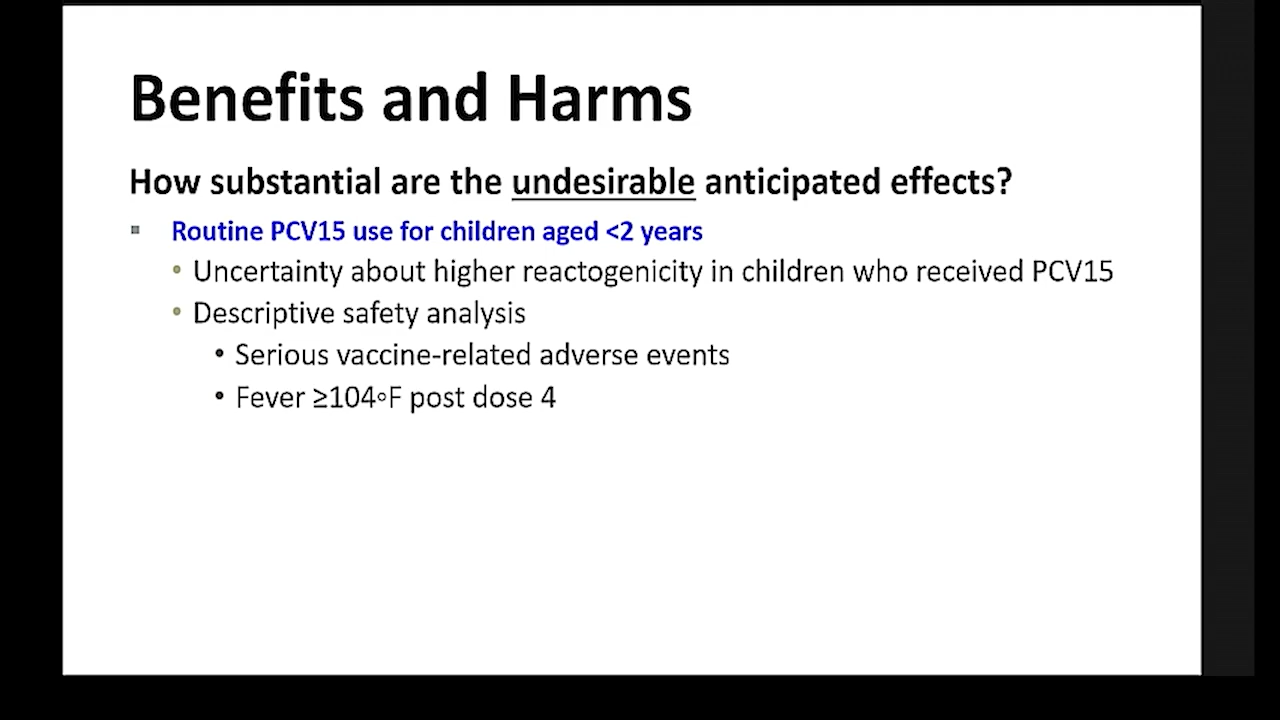 Benefits and Harms
How substantial are the undesirable anticipated effects?
▪ Routine PCV15 use for children aged <2 years
• Uncertainty about higher reactogenicity in children who received PCV15
• Descriptive safety analysis
• Serious vaccine-related adverse events
• Fever ≥104∘F post dose 4